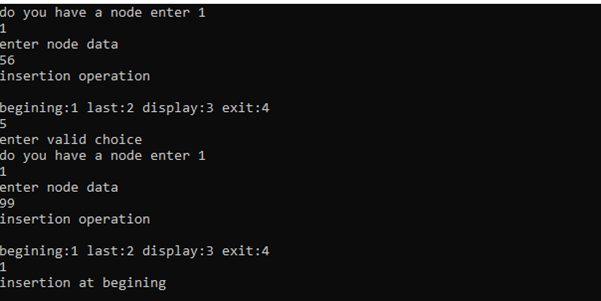 do you have a node enter 1
1
enter node data
56
insertion operation
begining:1 last:2 display:3 exit:4
5
enter valid choice
do you have a node enter 1
1
enter node data
99
insertion operation
begining:1 last:2 display:3 exit:4
1
insertion at begining